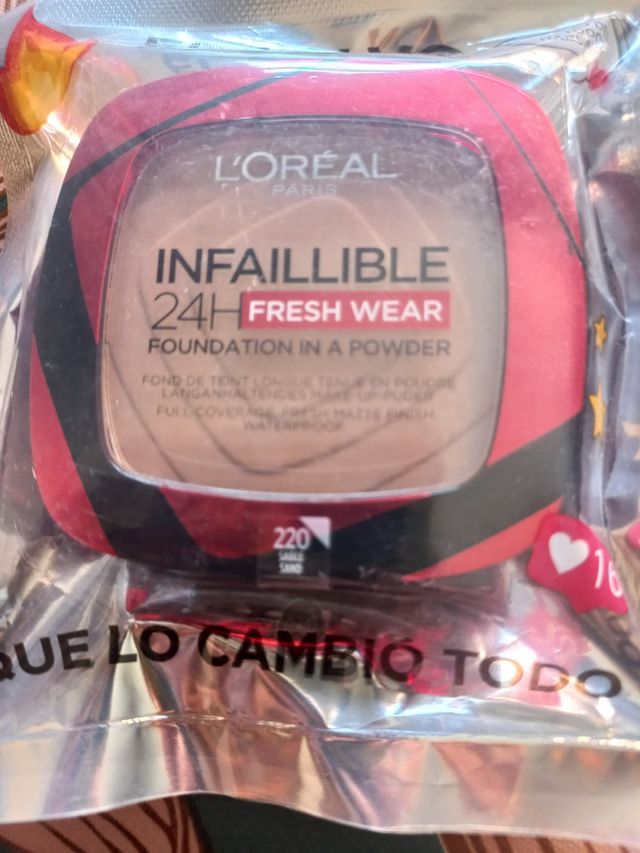 L'ORÉAL
PARIS
INFAILLIBLE
24H FRESH WEAR
FOUNDATION IN A POWDER
FOND DE TEINT LONGUE TENUE EN POUDRE
LANGANHALTENDES MAKE-UP-PUDER
FULL COVERAGE, FRESH MATTE FINISH,
WATERPROOF
220
SABLE
SAND
16
QUE LO CAMBIÓ TODO